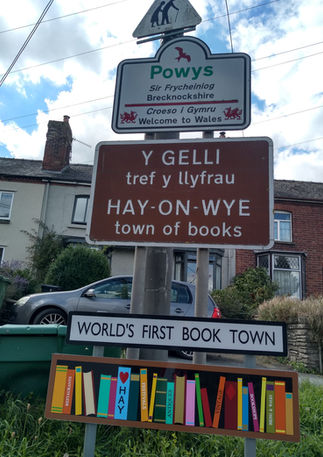 Powys
Sir Frycheiniog
Brecknockshire
Croeso i Gymru
Welcome to Wales
Y GELLI
tref y llyfrau
HAY-ON-WYE
town of books
WORLD'S FIRST BOOK TOWN
RESTAURANTS
HAY